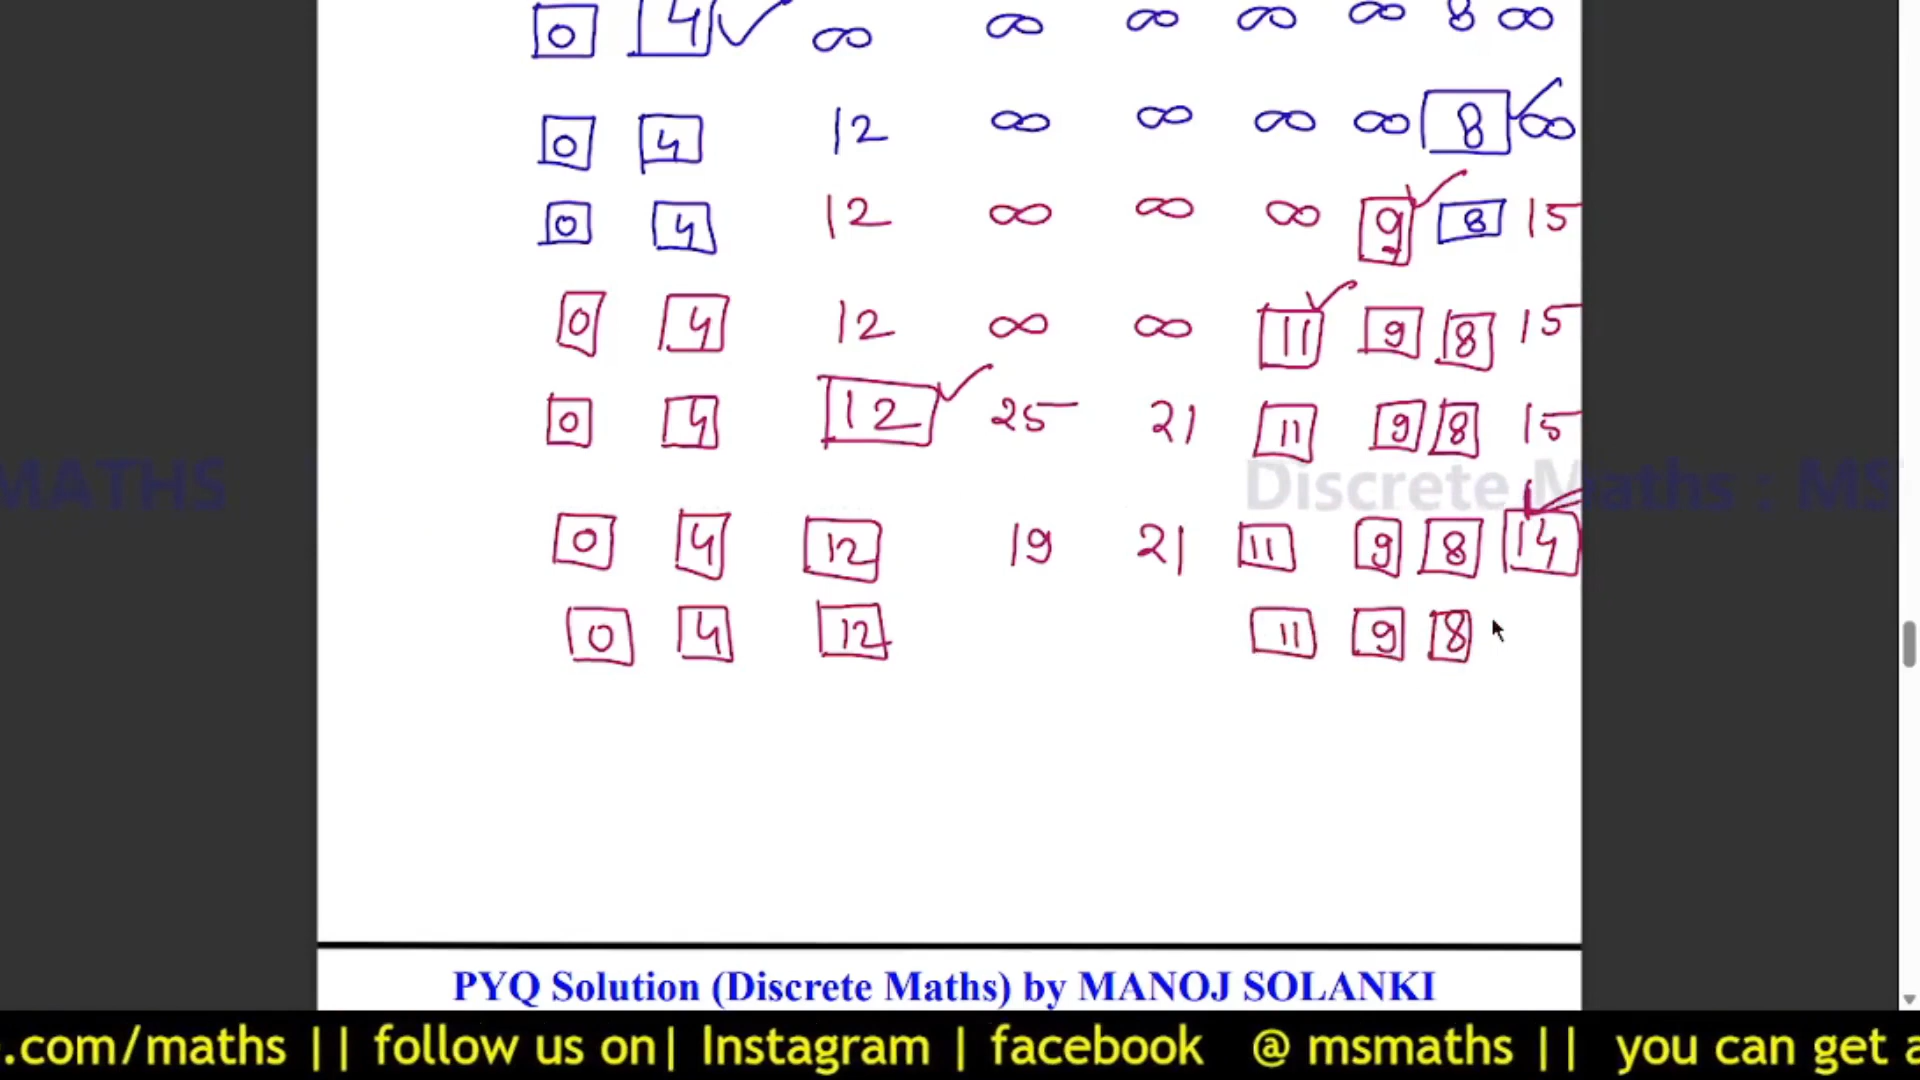 0 4 ∞ ∞ ∞ ∞ ∞ 8 ∞
0 4 12 ∞ ∞ ∞ ∞ 8 ∞
0 4 12 ∞ ∞ ∞ 9 8 15
0 4 12 ∞ ∞ 11 9 8 15
0 4 12 25 21 11 9 8 15
MATHS Discrete Maths : MS
0 4 12 19 21 11 9 8 14
0 4 12 11 9 8
PYQ Solution (Discrete Maths) by MANOJ SOLANKI
.com/maths || follow us on| Instagram | facebook @ msmaths || you can get a